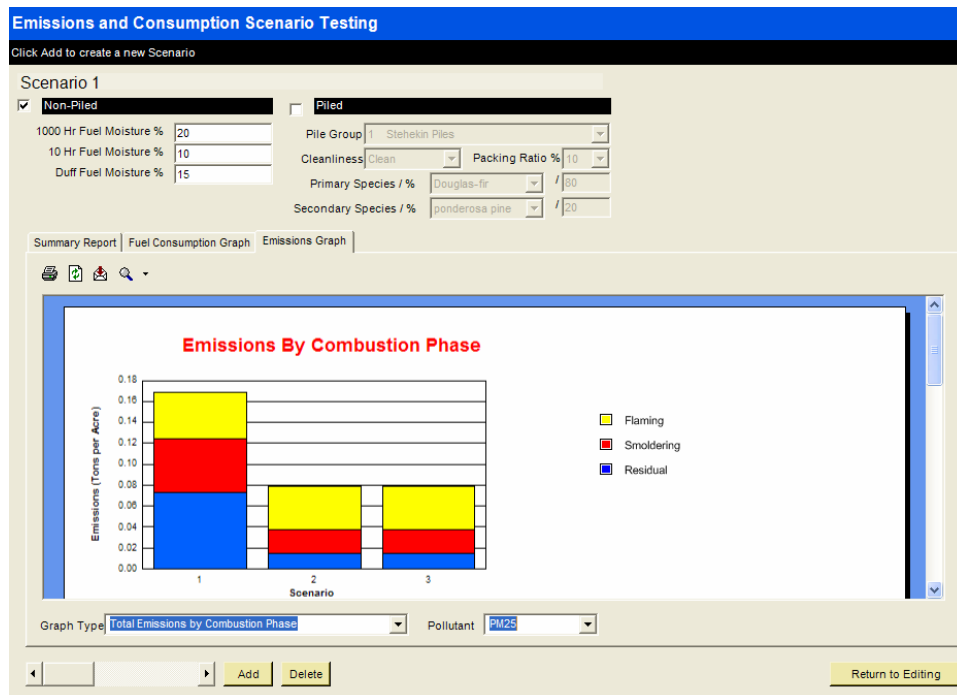 Emissions and Consumption Scenario Testing
Click Add to create a new Scenario
Scenario 1
Non-Piled
Piled
1000 Hr Fuel Moisture % 20
10 Hr Fuel Moisture % 10
Duff Fuel Moisture % 15
Pile Group 1 Stehekin Piles
Cleanliness Clean Packing Ratio % 10
Primary Species / % Douglas-fir / 80
Secondary Species / % ponderosa pine / 20
Summary Report Fuel Consumption Graph Emissions Graph
Emissions By Combustion Phase
Emissions (Tons per Acre)
0.18
0.16
0.14
0.12
0.10
0.08
0.06
0.04
0.02
0.00
1 2 3
Scenario
Flaming
Smoldering
Residual
Graph Type Total Emissions by Combustion Phase Pollutant PM25
Add Delete Return to Editing